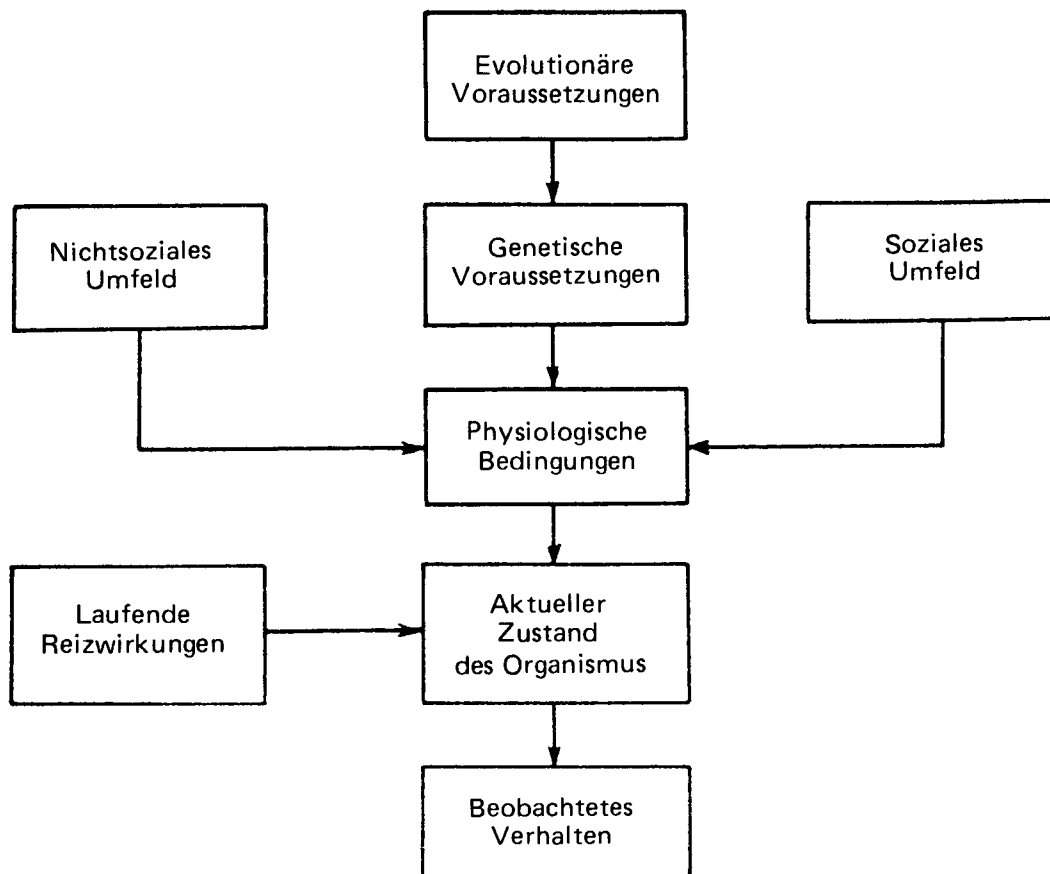 Evolutionäre
Voraussetzungen
Nichtsoziales
Umfeld
Genetische
Voraussetzungen
Soziales
Umfeld
Physiologische
Bedingungen
Laufende
Reizwirkungen
Aktueller
Zustand
des Organismus
Beobachtetes
Verhalten